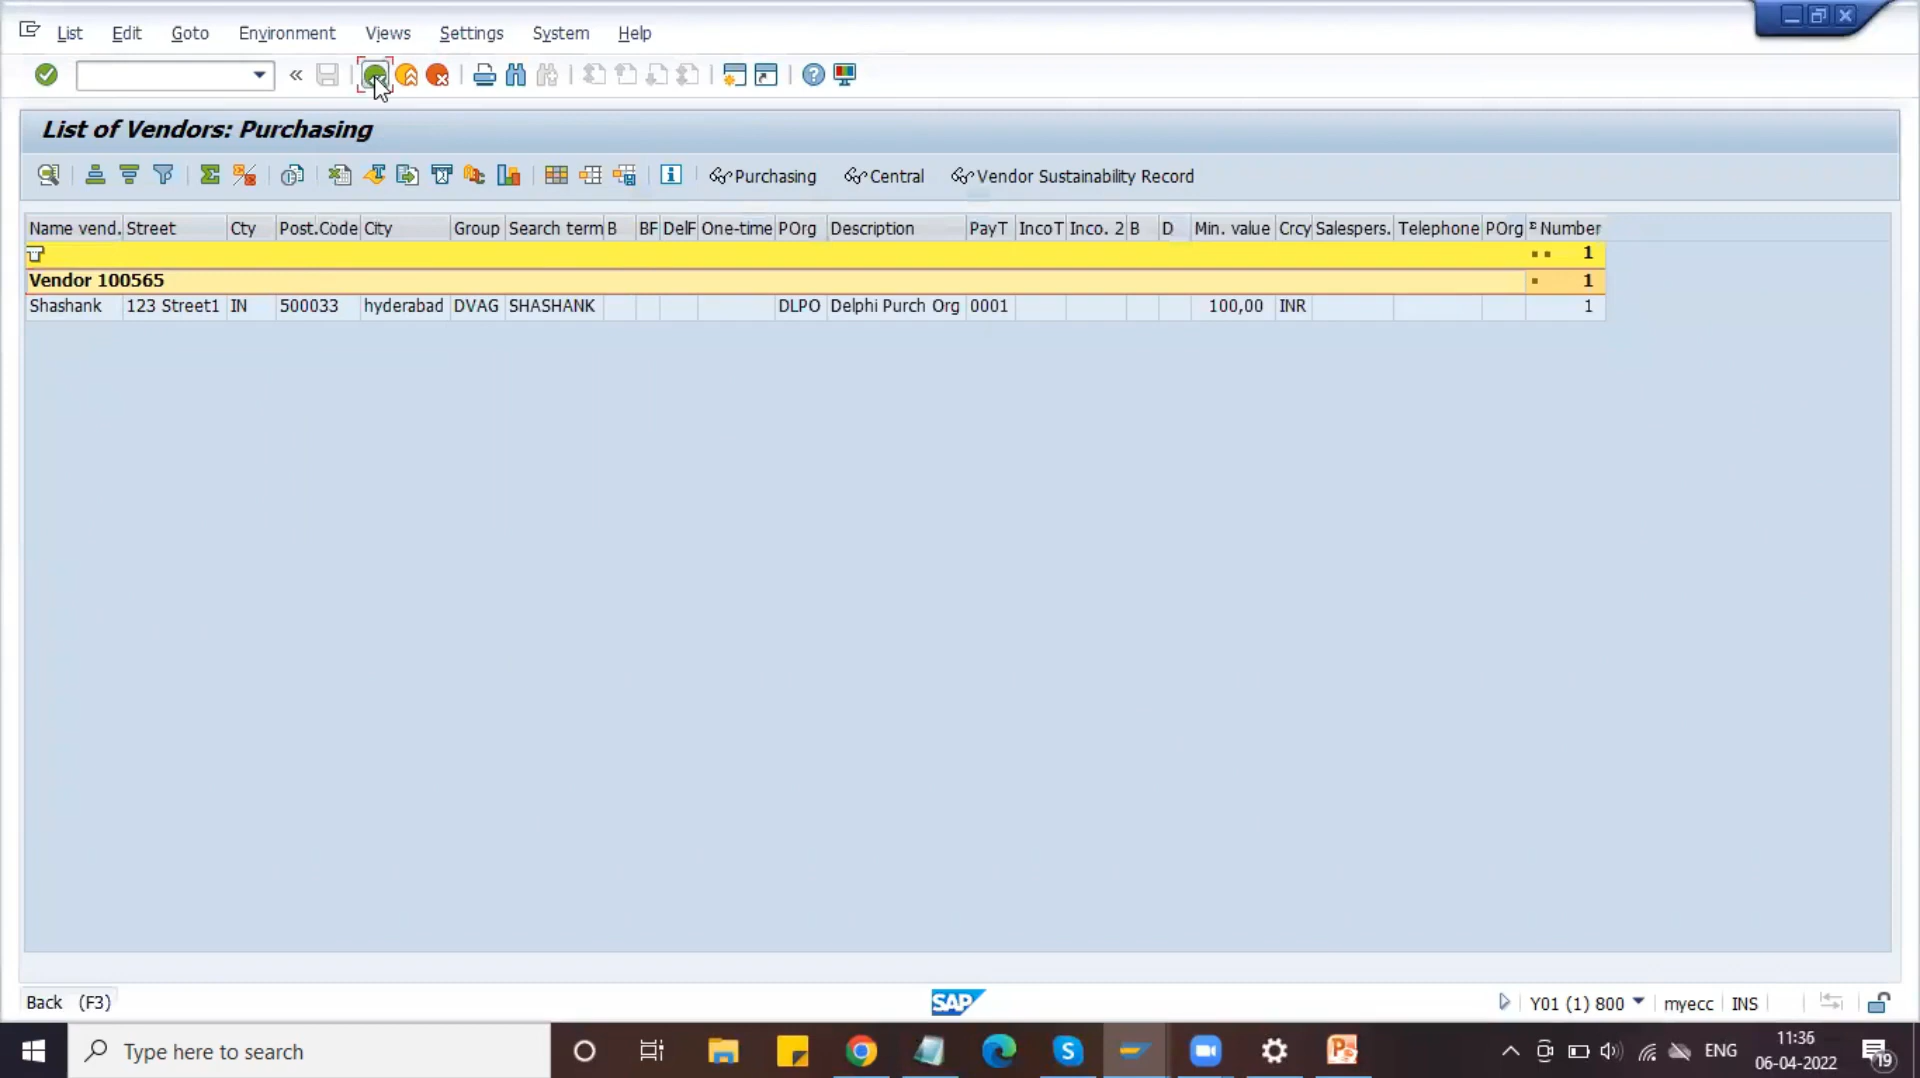 List Edit Goto Environment Views Settings System Help
List of Vendors: Purchasing
Purchasing Central Vendor Sustainability Record
Name vend. Street Cty Post.Code City Group Search term B BF DelF One-time POrg Description PayT IncoT Inco. 2 B D Min. value Crcy Salespers. Telephone POrg Σ Number
1
Vendor 100565 1
Shashank 123 Street1 IN 500033 hyderabad DVAG SHASHANK DLPO Delphi Purch Org 0001 100,00 INR 1
Back (F3) SAP Y01 (1) 800 myecc INS
Type here to search ENG 11:36
06-04-2022 19